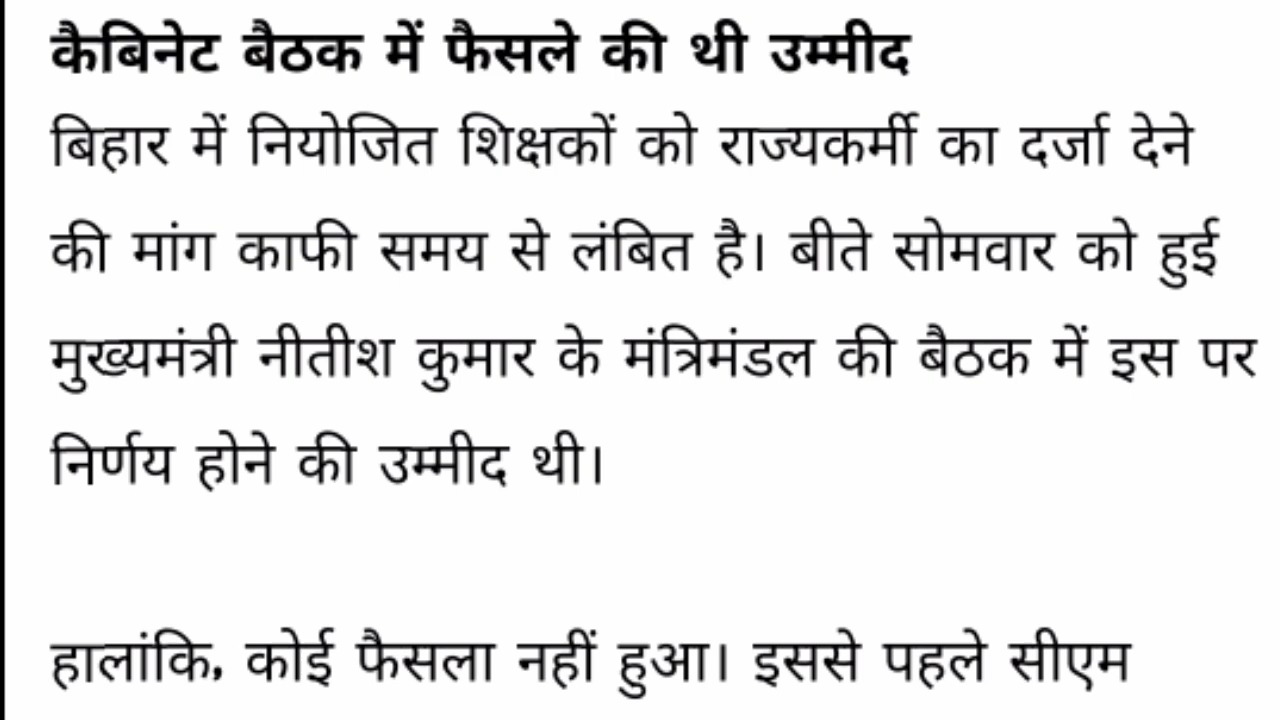 कैबिनेट बैठक में फैसले की थी उम्मीद
बिहार में नियोजित शिक्षकों को राज्यकर्मी का दर्जा देने
की मांग काफी समय से लंबित है। बीते सोमवार को हुई
मुख्यमंत्री नीतीश कुमार के मंत्रिमंडल की बैठक में इस पर
निर्णय होने की उम्मीद थी।
हालांकि, कोई फैसला नहीं हुआ। इससे पहले सीएम